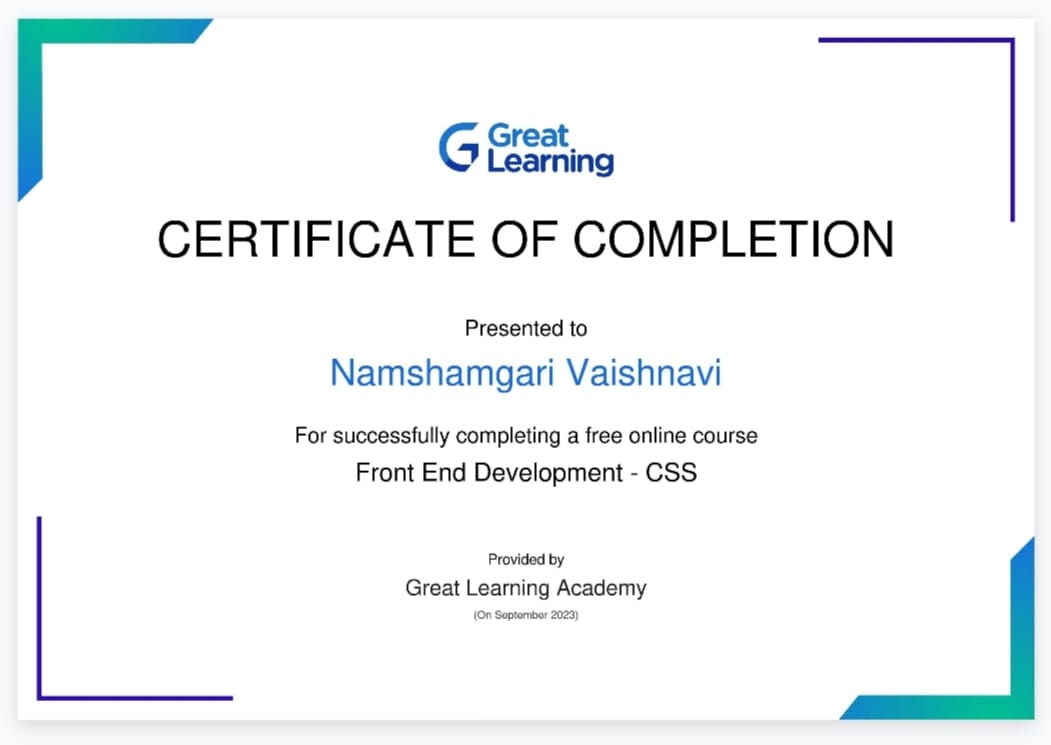 Great
Learning
CERTIFICATE OF COMPLETION
Presented to
Namshamgari Vaishnavi
For successfully completing a free online course
Front End Development - CSS
Provided by
Great Learning Academy
(On September 2023)